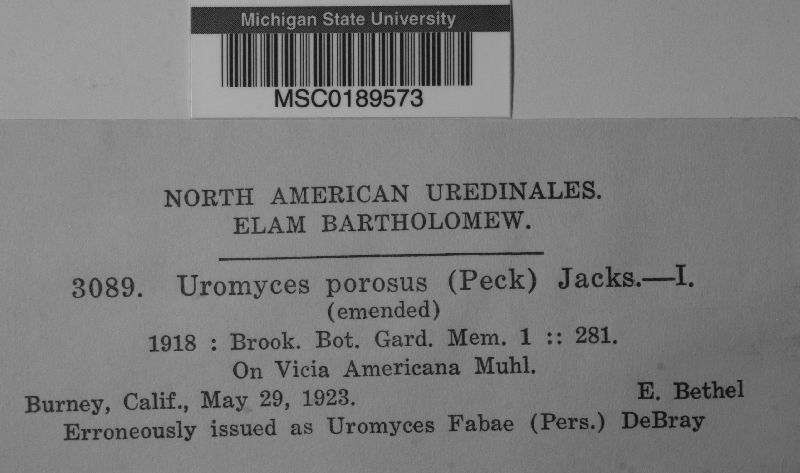 Michigan State University
MSC0189573
NORTH AMERICAN UREDINALES.
ELAM BARTHOLOMEW.
3089. Uromyces porosus (Peck) Jacks.—I.
(emended)
1918 : Brook. Bot. Gard. Mem. 1 :: 281.
On Vicia Americana Muhl.
Burney, Calif., May 29, 1923. E. Bethel
Erroneously issued as Uromyces Fabae (Pers.) DeBray